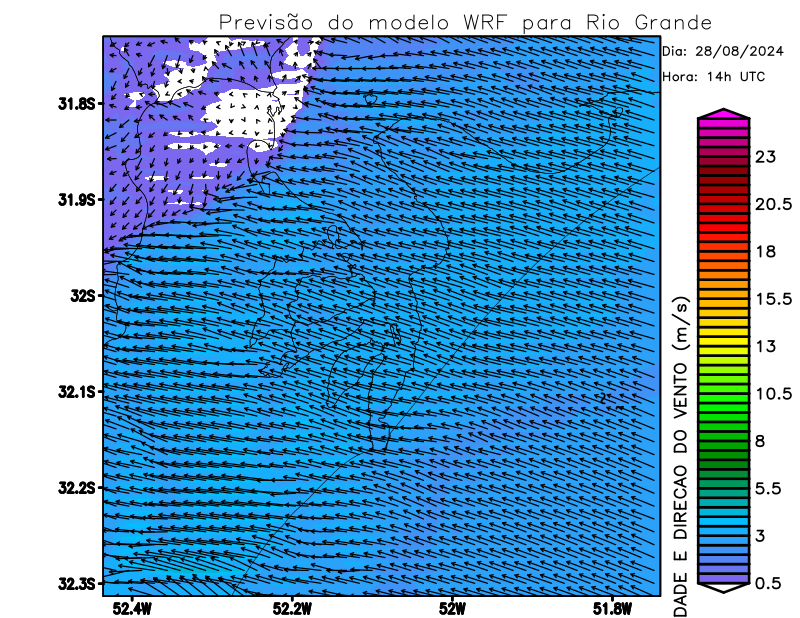 Previsão do modelo WRF para Rio Grande
Dia: 28/08/2024
Hora: 14h UTC
31.8S
31.9S
32S
32.1S
32.2S
32.3S
52.4W
52.2W
52W
51.8W
DADE E DIRECAO DO VENTO (m/s)
23
20.5
18
15.5
13
10.5
8
5.5
3
0.5